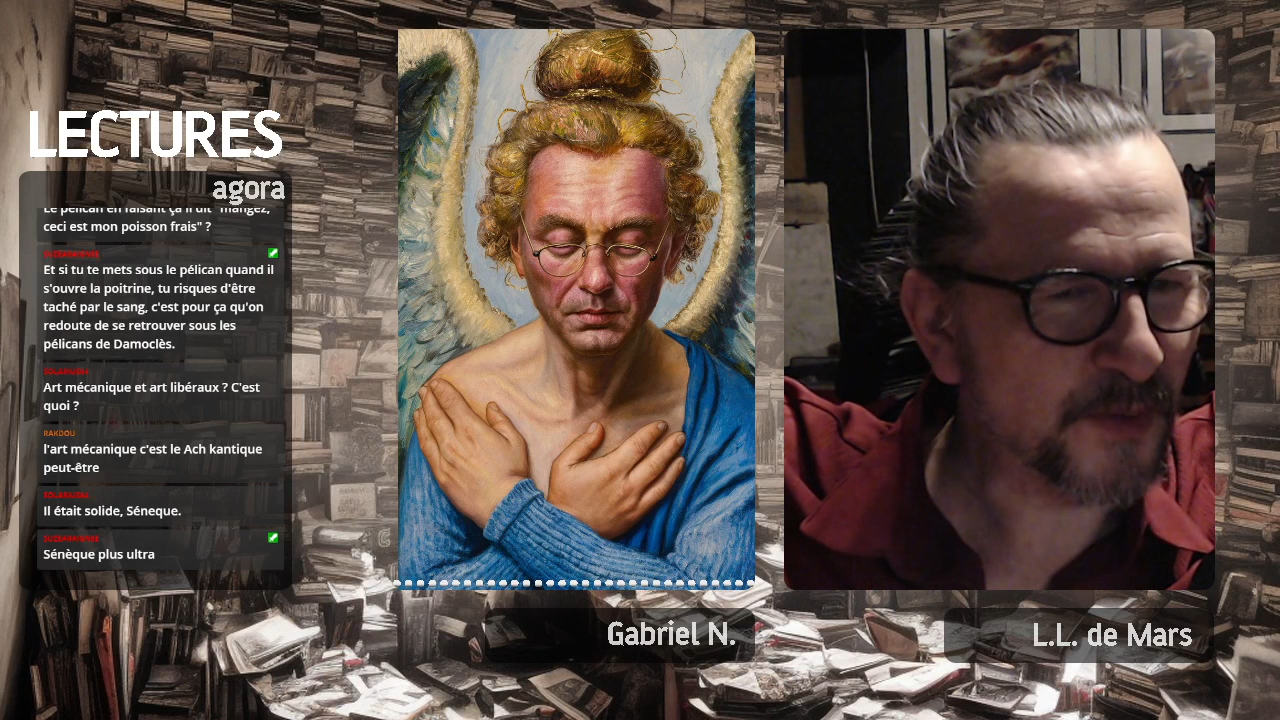 LECTURES
agora
Le pélican en faisant ça il dit "mangez,
ceci est mon poisson frais" ?
Et si tu te mets sous le pélican quand il
s'ouvre la poitrine, tu risques d'être
taché par le sang, c'est pour ça qu'on
redoute de se retrouver sous les
pélicans de Damoclès.
Art mécanique et art libéraux ? C'est
quoi ?
RAKDOU
l'art mécanique c'est le Ach kantique
peut-être
Il était solide, Séneque.
Sénèque plus ultra
Gabriel N.
L.L. de Mars